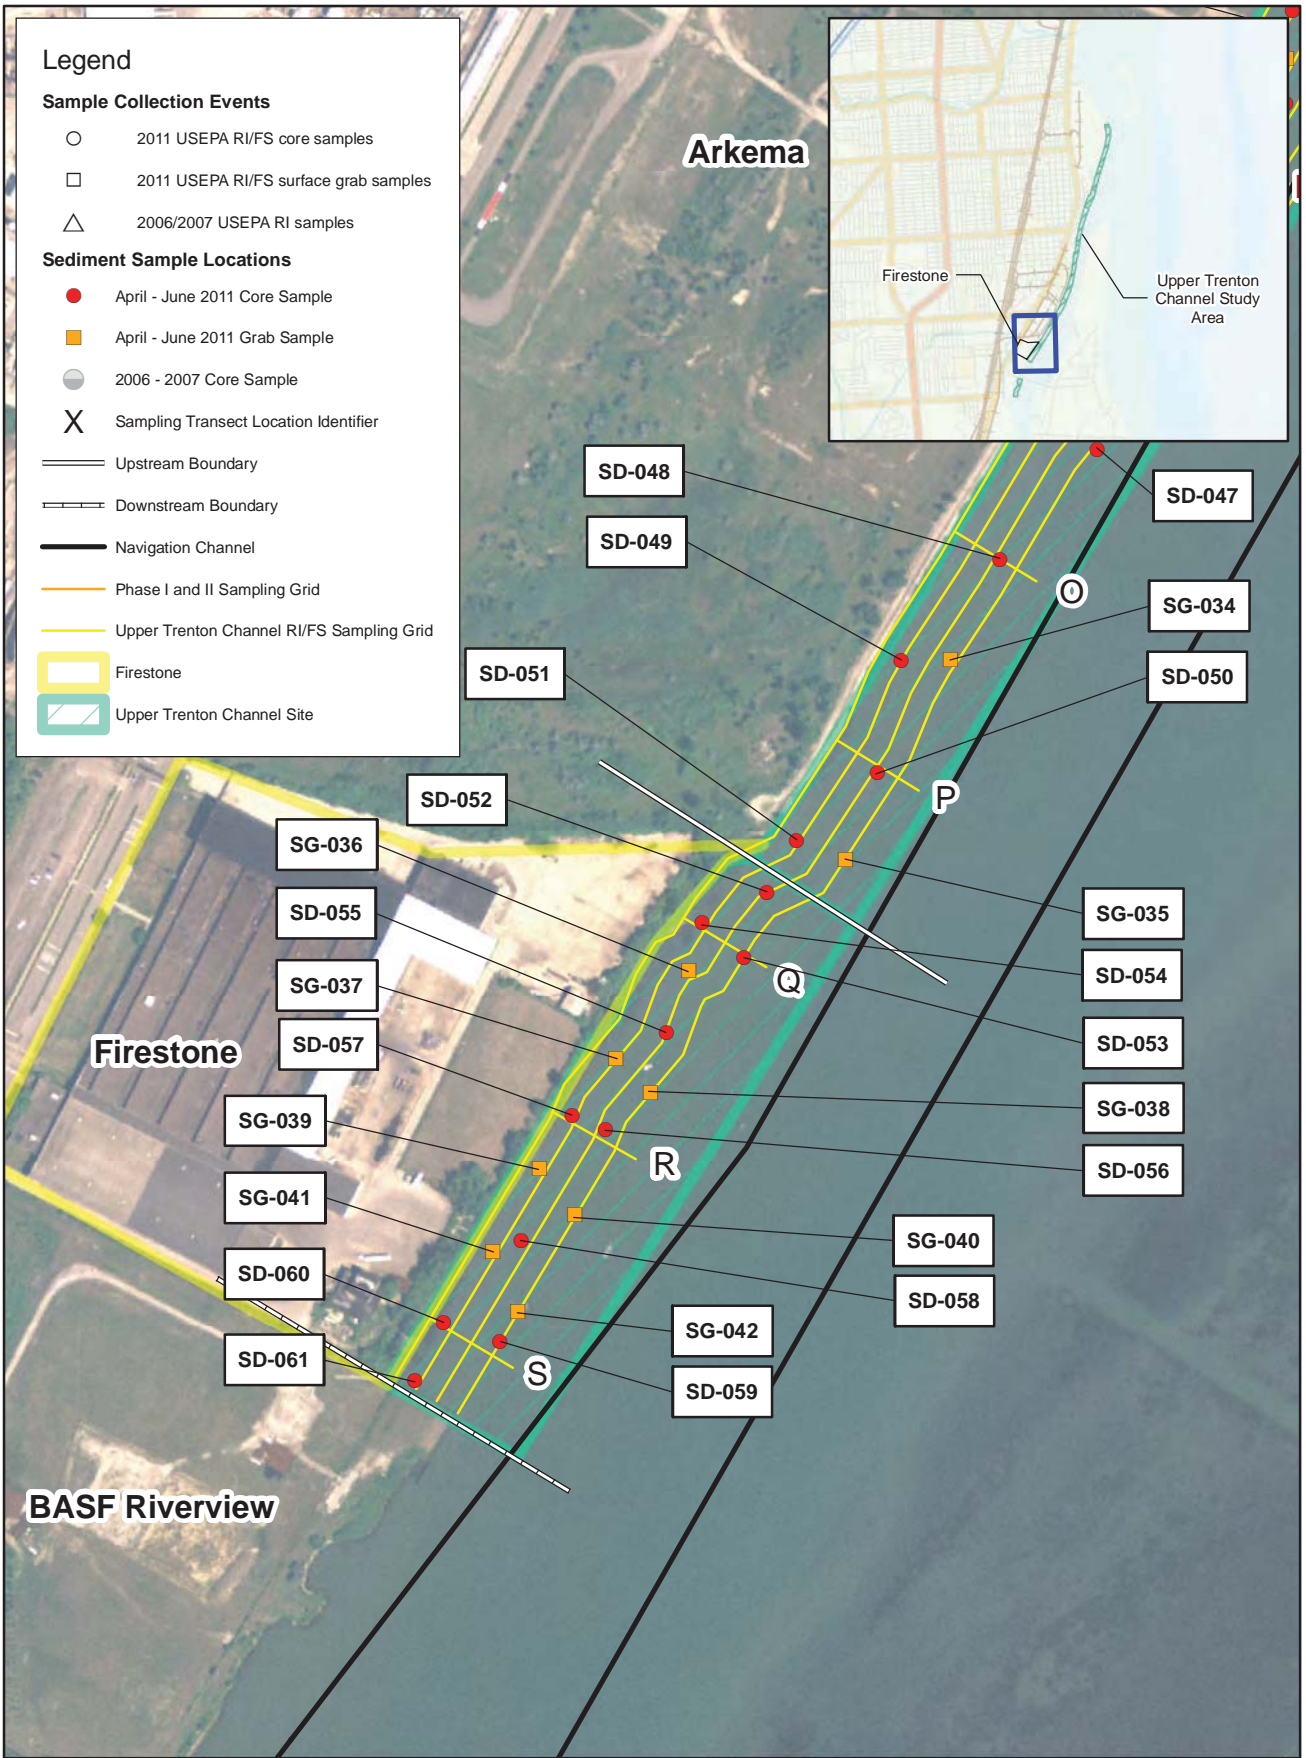 Legend
Sample Collection Events
2011 USEPA RI/FS core samples
2011 USEPA RI/FS surface grab samples
2006/2007 USEPA RI samples
Sediment Sample Locations
April - June 2011 Core Sample
April - June 2011 Grab Sample
2006 - 2007 Core Sample
X Sampling Transect Location Identifier
Upstream Boundary
Downstream Boundary
Navigation Channel
Phase I and II Sampling Grid
Upper Trenton Channel RI/FS Sampling Grid
Firestone
Upper Trenton Channel Site
Arkema
Firestone
Upper Trenton
Channel Study
Area
SD-048
SD-047
SD-049
O
SG-034
SD-051
SD-050
SD-052
P
SG-036
SD-055
SG-035
SG-037
Q
SD-054
Firestone
SD-057
SD-053
SG-039
SG-038
R
SD-056
SG-041
SG-040
SD-060
SD-058
SG-042
SD-061
S
SD-059
BASF Riverview